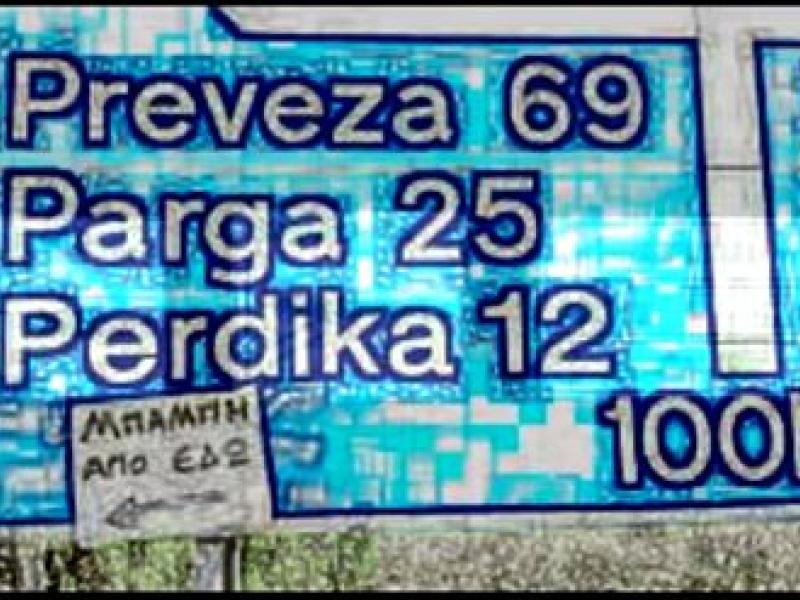 Preveza 69
Parga 25
Perdika 12
100
ΜΠΑΜΠΗ
ΑΠΟ ΕΔΩ